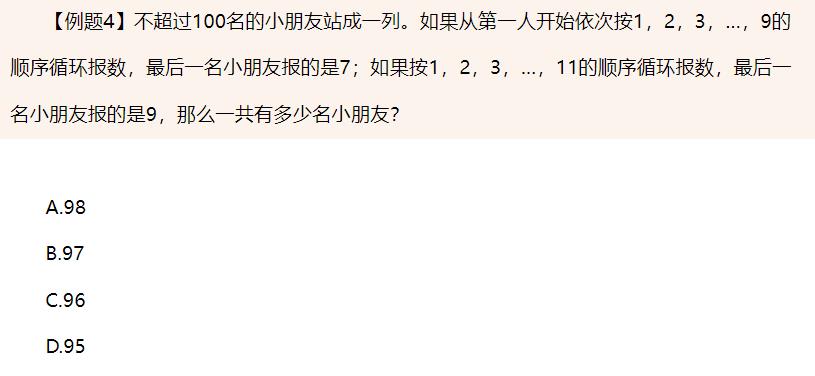 【例题4】不超过100名的小朋友站成一列。如果从第一人开始依次按1，2，3，…，9的
顺序循环报数，最后一名小朋友报的是7；如果按1，2，3，…，11的顺序循环报数，最后一
名小朋友报的是9，那么一共有多少名小朋友？
A.98
B.97
C.96
D.95